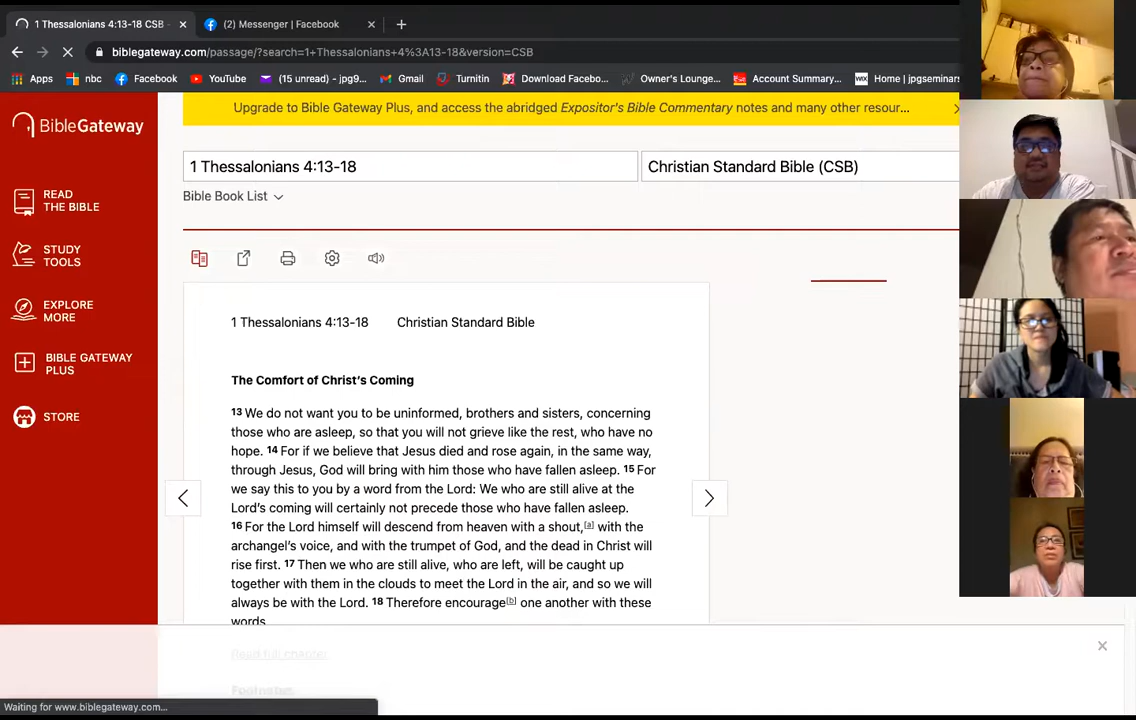 1 Thessalonians 4:13-18 CSB
(2) Messenger | Facebook
biblegateway.com/passage/?search=1+Thessalonians+4%3A13-18&version=CSB
Apps nbc Facebook YouTube (15 unread) - jpg9... Gmail Turnitin Download Facebo... Owner's Lounge... Account Summary... WIX Home | jpgseminars
Upgrade to Bible Gateway Plus, and access the abridged Expositor's Bible Commentary notes and many other resour...
BibleGateway
READ
THE BIBLE
STUDY
TOOLS
EXPLORE
MORE
BIBLE GATEWAY
PLUS
STORE
1 Thessalonians 4:13-18
Christian Standard Bible (CSB)
Bible Book List
1 Thessalonians 4:13-18 Christian Standard Bible
The Comfort of Christ's Coming
13 We do not want you to be uninformed, brothers and sisters, concerning
those who are asleep, so that you will not grieve like the rest, who have no
hope. 14 For if we believe that Jesus died and rose again, in the same way,
through Jesus, God will bring with him those who have fallen asleep. 15 For
we say this to you by a word from the Lord: We who are still alive at the
Lord's coming will certainly not precede those who have fallen asleep.
16 For the Lord himself will descend from heaven with a shout,[a] with the
archangel's voice, and with the trumpet of God, and the dead in Christ will
rise first. 17 Then we who are still alive, who are left, will be caught up
together with them in the clouds to meet the Lord in the air, and so we will
always be with the Lord. 18 Therefore encourage[b] one another with these
words.
Read full chapter
Footnotes
Waiting for www.biblegateway.com...